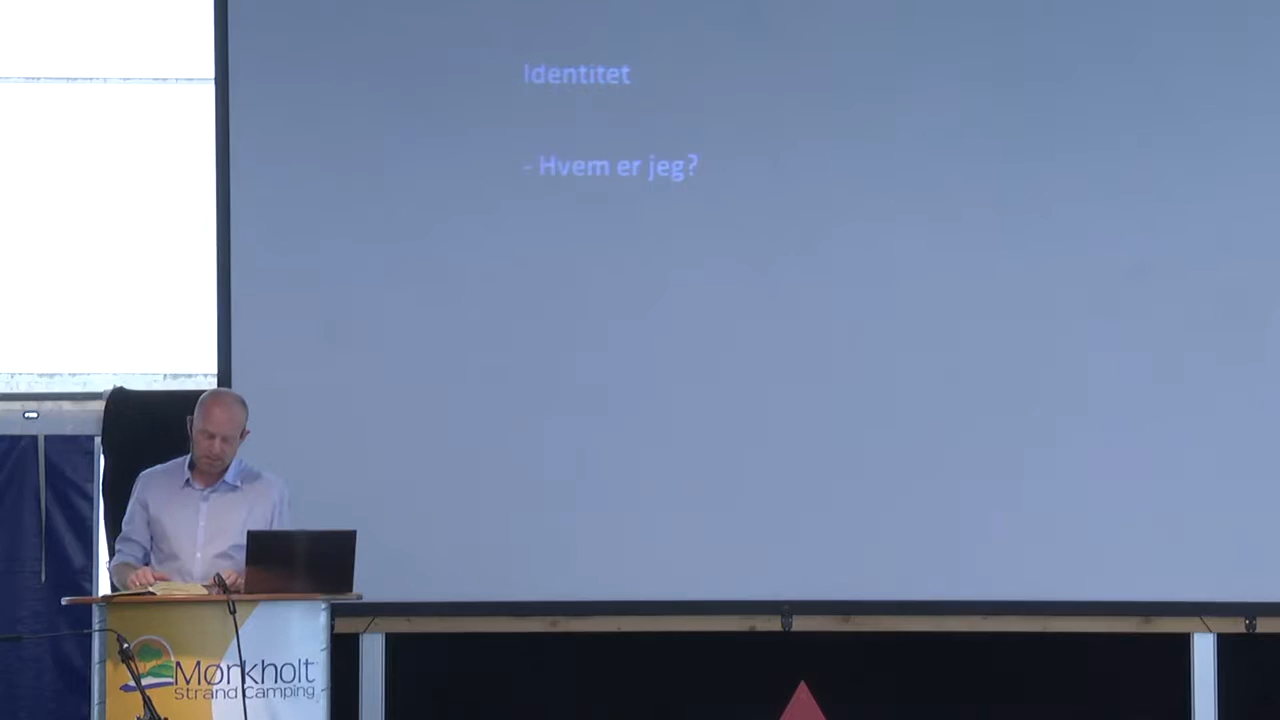 Identitet
- Hvem er jeg?
Mørkholt
Strand Camping